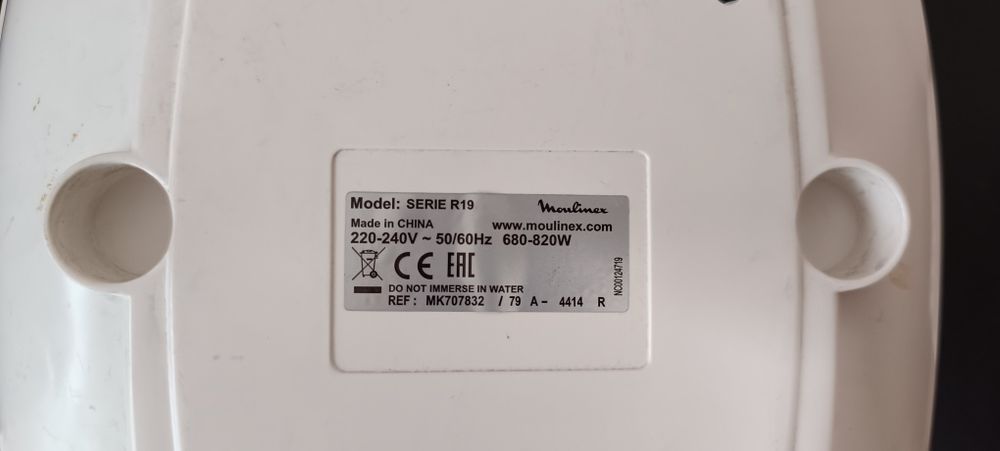 Model: SERIE R19 Moulinex
Made in CHINA www.moulinex.com
220-240V ~ 50/60Hz 680-820W
CE EAC
DO NOT IMMERSE IN WATER
REF : MK707832 / 79 A - 4414 R
NC00124719